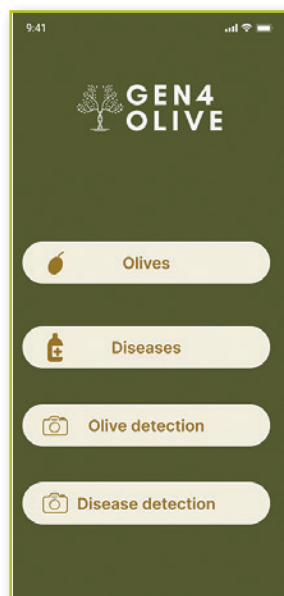 9:41
GEN4
OLIVE
Olives
Diseases
Olive detection
Disease detection